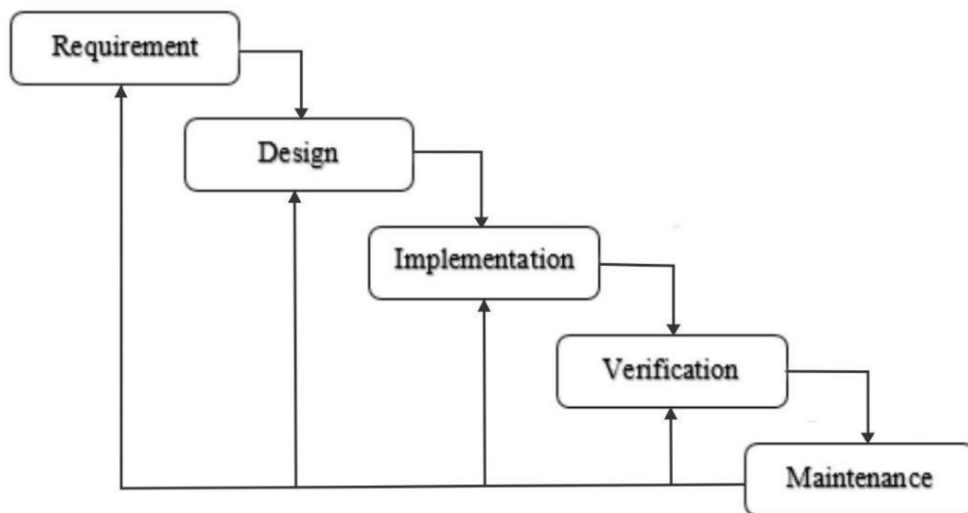 Requirement
Design
Implementation
Verification
Maintenance